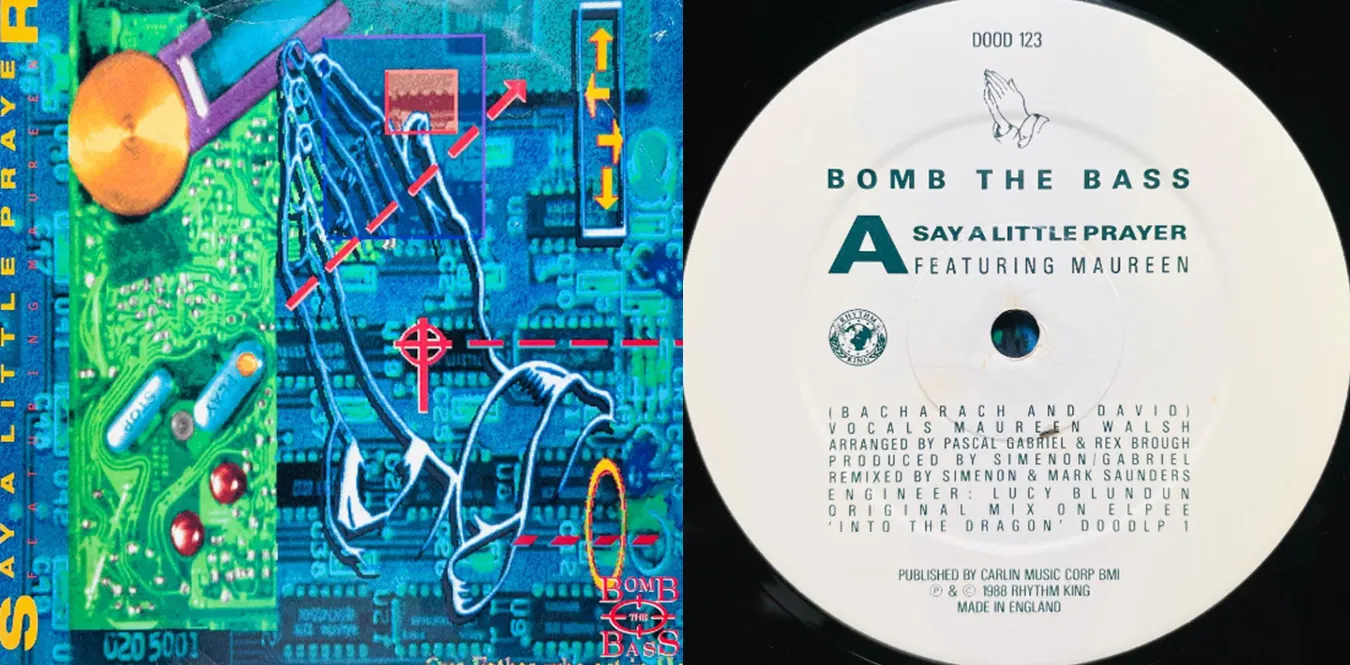 SAY A LITTLE PRAYER
FEATURING MAUREEN
STOP
PLAY
U20 5001
BOMB
THE
BASS
DOOD 123
BOMB THE BASS
A SAY A LITTLE PRAYER
FEATURING MAUREEN
RHYTHM
KING
(BACHARACH AND DAVID)
VOCALS MAUREEN WALSH
ARRANGED BY PASCAL GABRIEL & REX BROUGH
PRODUCED BY SIMENON/GABRIEL
REMIXED BY SIMENON & MARK SAUNDERS
ENGINEER: LUCY BLUNDUN
ORIGINAL MIX ON ELPEE
'INTO THE DRAGON' DOODLP 1
PUBLISHED BY CARLIN MUSIC CORP BMI
℗ & © 1988 RHYTHM KING
MADE IN ENGLAND